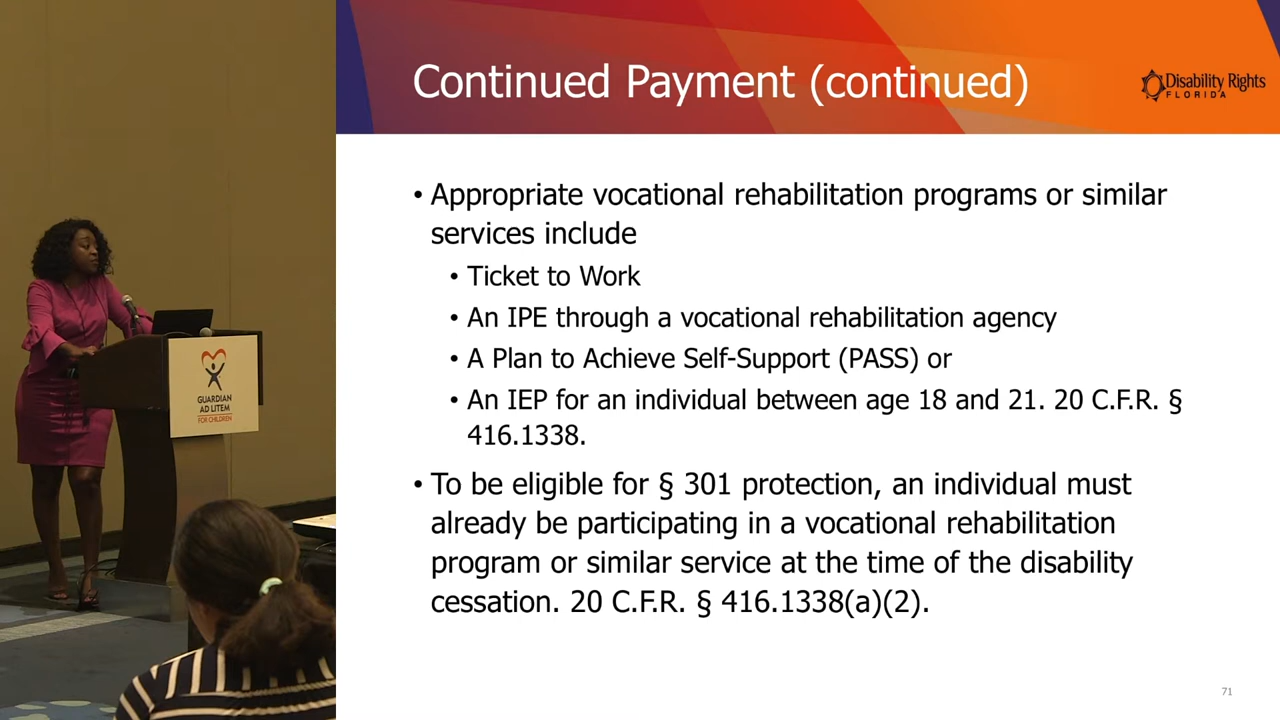 Continued Payment (continued)
Disability Rights
FLORIDA
• Appropriate vocational rehabilitation programs or similar
services include
• Ticket to Work
• An IPE through a vocational rehabilitation agency
• A Plan to Achieve Self-Support (PASS) or
• An IEP for an individual between age 18 and 21. 20 C.F.R. §
416.1338.
• To be eligible for § 301 protection, an individual must
already be participating in a vocational rehabilitation
program or similar service at the time of the disability
cessation. 20 C.F.R. § 416.1338(a)(2).
71
GUARDIAN
AD LITEM
FOR CHILDREN